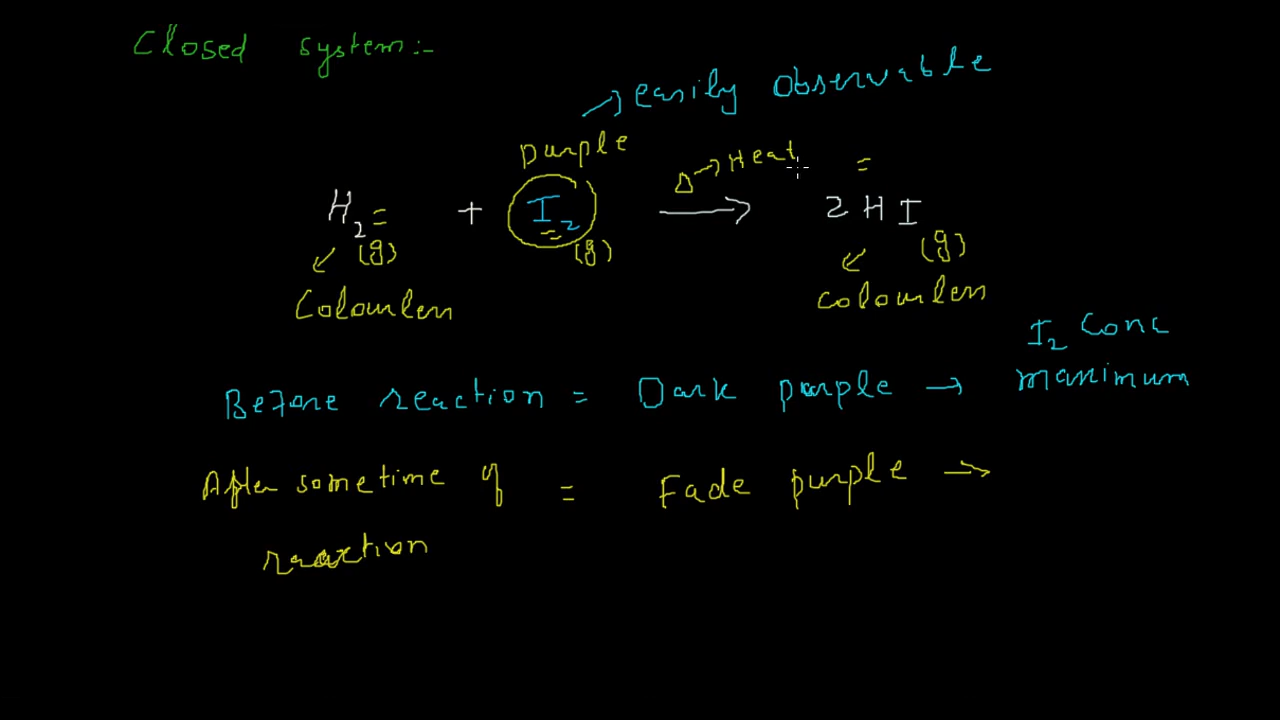 Closed system:-
→ easily observable
purple
Δ → Heat
H₂ (g) + I₂ (g) → 2HI (g)
Colourless
colourless
I₂ Conc
maximum
Before reaction = Dark purple →
After sometime of = Fade purple →
reaction